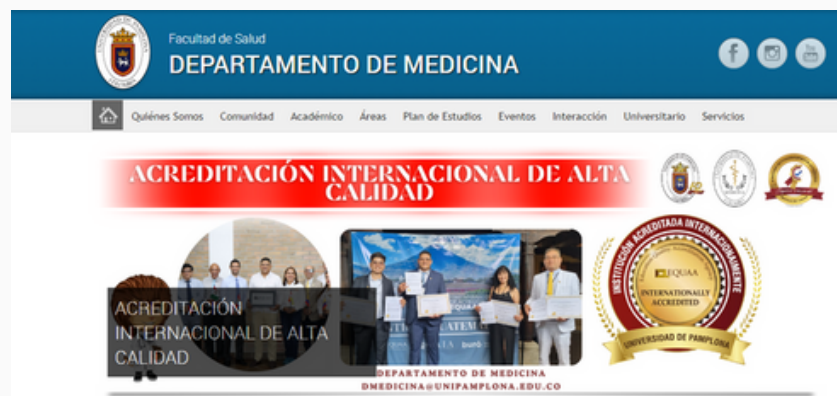 Facultad de Salud
DEPARTAMENTO DE MEDICINA
Quiénes Somos Comunidad Académico Áreas Plan de Estudios Eventos Interacción Universitario Servicios
ACREDITACIÓN INTERNACIONAL DE ALTA
CALIDAD
INSTITUCIÓN ACREDITADA INTERNACIONALMENTE
EQUAA
INTERNATIONALLY
ACCREDITED
UNIVERSIDAD DE PAMPLONA
ACREDITACIÓN
INTERNACIONAL DE ALTA
CALIDAD
DEPARTAMENTO DE MEDICINA
DMEDICINA@UNIPAMPLONA.EDU.CO